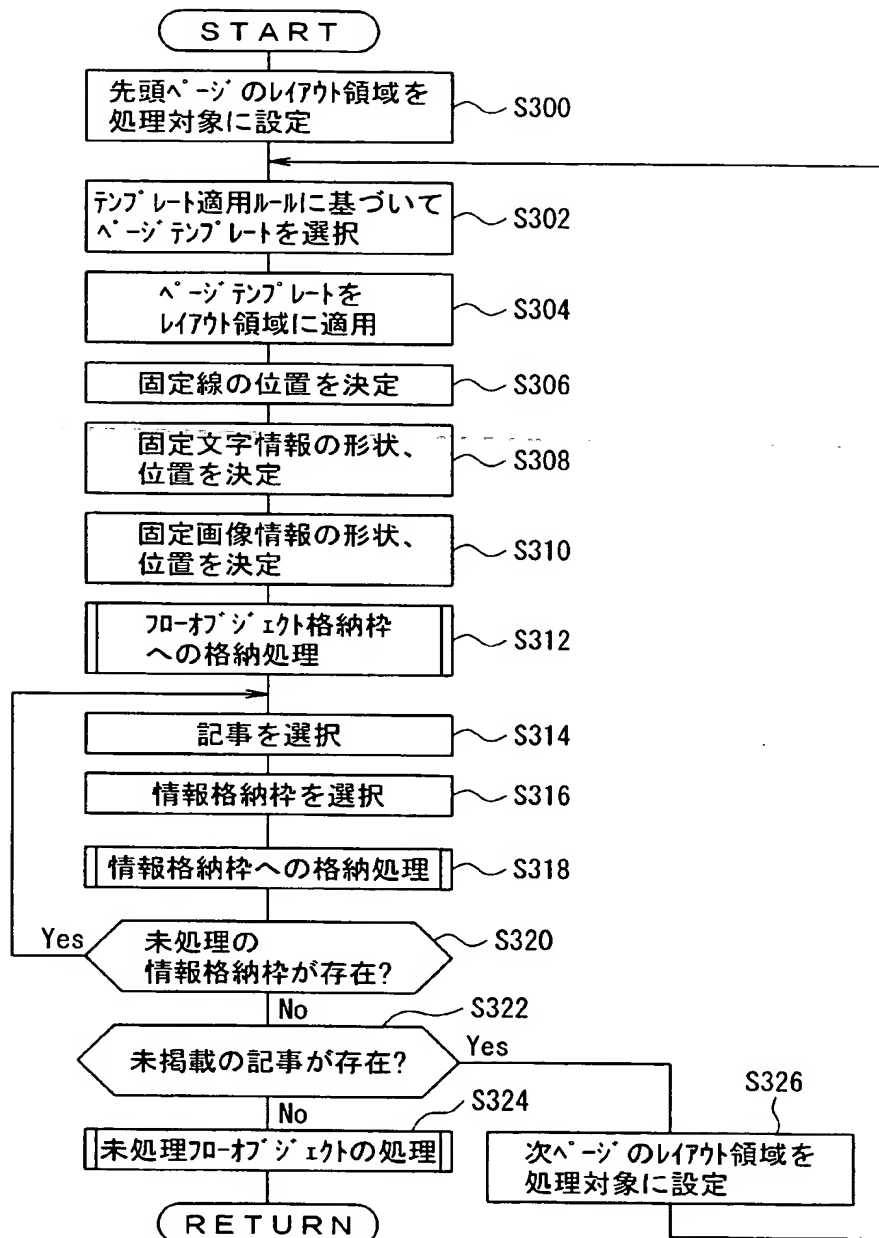 START
先頭ページのレイアウト領域を
処理対象に設定
S300
テンプレート適用ルールに基づいて
ページテンプレートを選択
S302
ページテンプレートを
レイアウト領域に適用
S304
固定線の位置を決定
S306
固定文字情報の形状、
位置を決定
S308
固定画像情報の形状、
位置を決定
S310
フローオブジェクト格納枠
への格納処理
S312
記事を選択
S314
情報格納枠を選択
S316
情報格納枠への格納処理
S318
Yes
未処理の
情報格納枠が存在?
S320
No
S322
未掲載の記事が存在?
Yes
No
S324
S326
未処理フローオブジェクトの処理
次ページのレイアウト領域を
処理対象に設定
RETURN